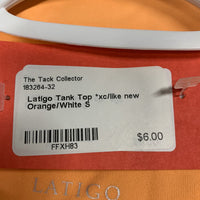 The Tack Collector
183264-32
Latigo Tank Top *xc/like new
Orange/White S
$6.00
FFXH83
LATIGO